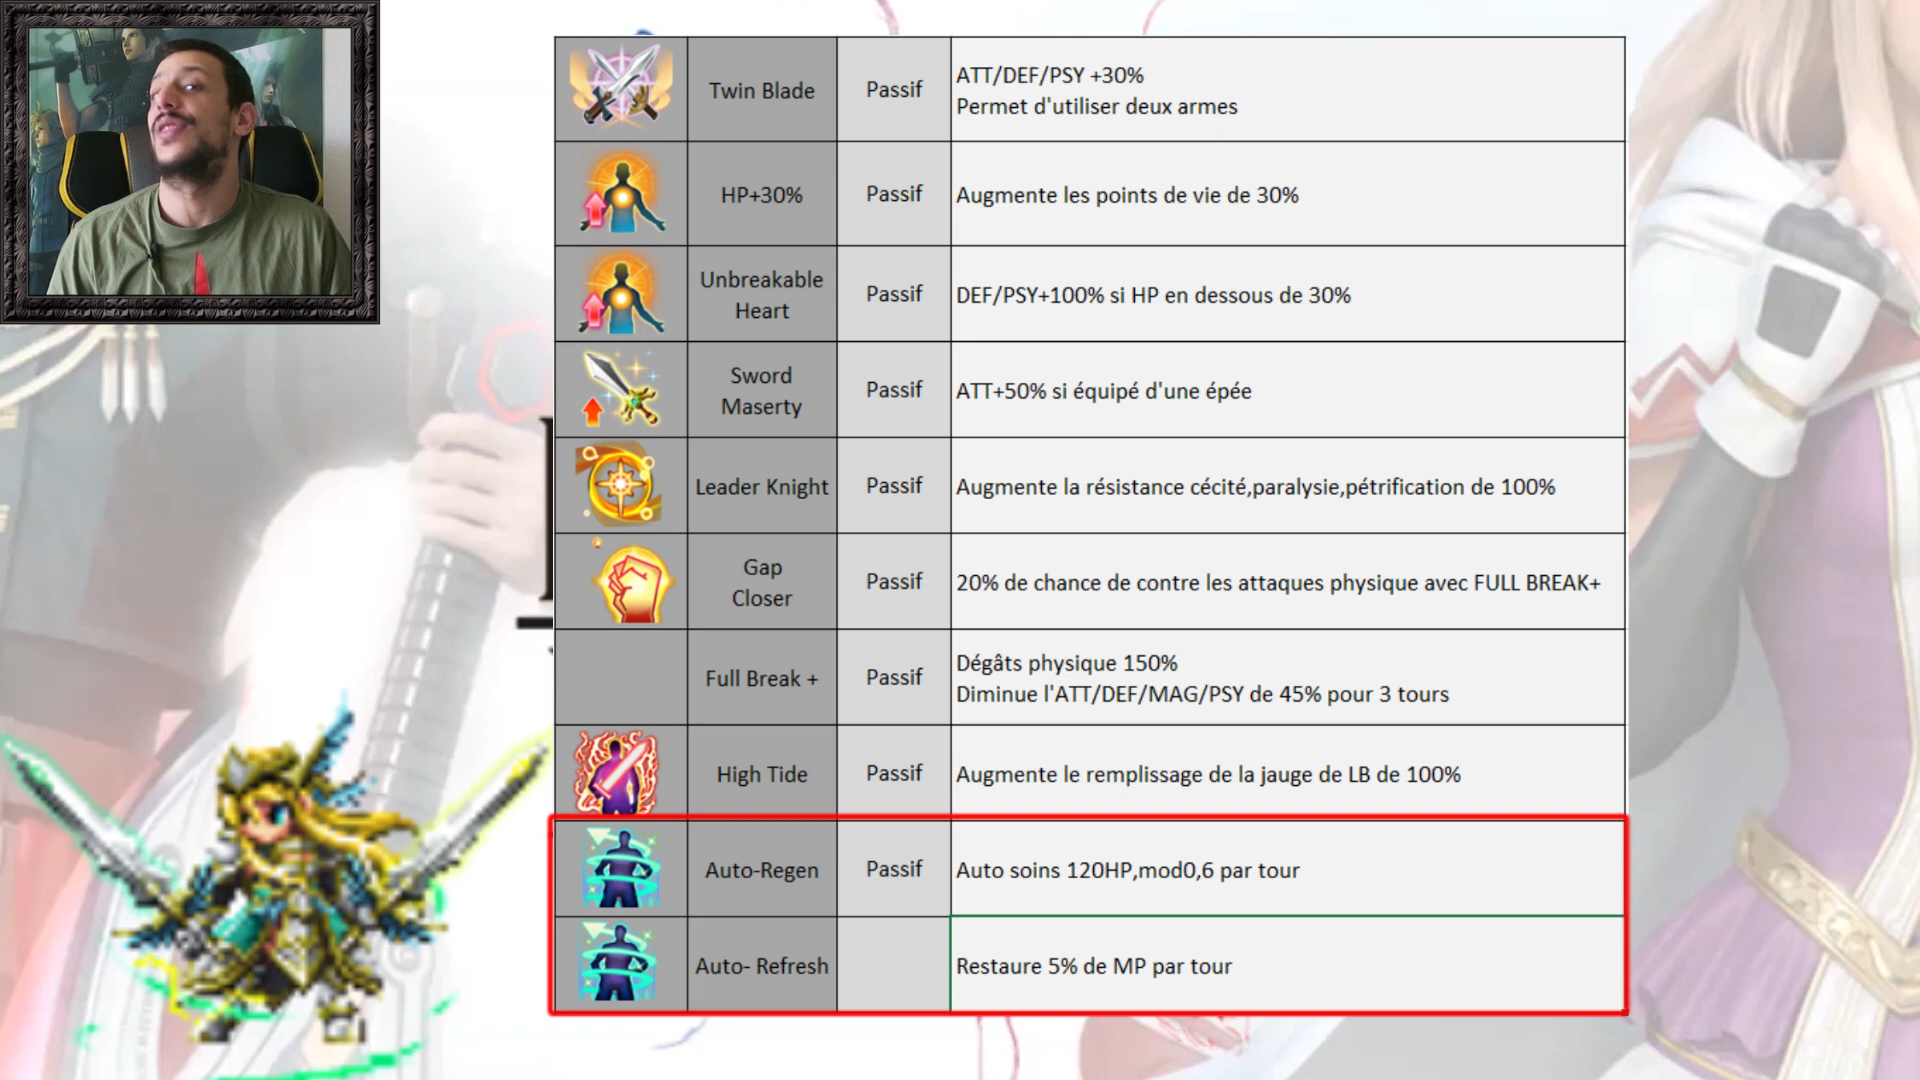 Twin Blade
Passif
ATT/DEF/PSY +30%
Permet d'utiliser deux armes
HP+30%
Passif
Augmente les points de vie de 30%
Unbreakable
Heart
Passif
DEF/PSY+100% si HP en dessous de 30%
Sword
Maserty
Passif
ATT+50% si équipé d'une épée
Leader Knight
Passif
Augmente la résistance cécité,paralysie,pétrification de 100%
Gap
Closer
Passif
20% de chance de contre les attaques physique avec FULL BREAK+
Full Break +
Passif
Dégâts physique 150%
Diminue l'ATT/DEF/MAG/PSY de 45% pour 3 tours
High Tide
Passif
Augmente le remplissage de la jauge de LB de 100%
Auto-Regen
Passif
Auto soins 120HP,mod0,6 par tour
Auto- Refresh
Restaure 5% de MP par tour